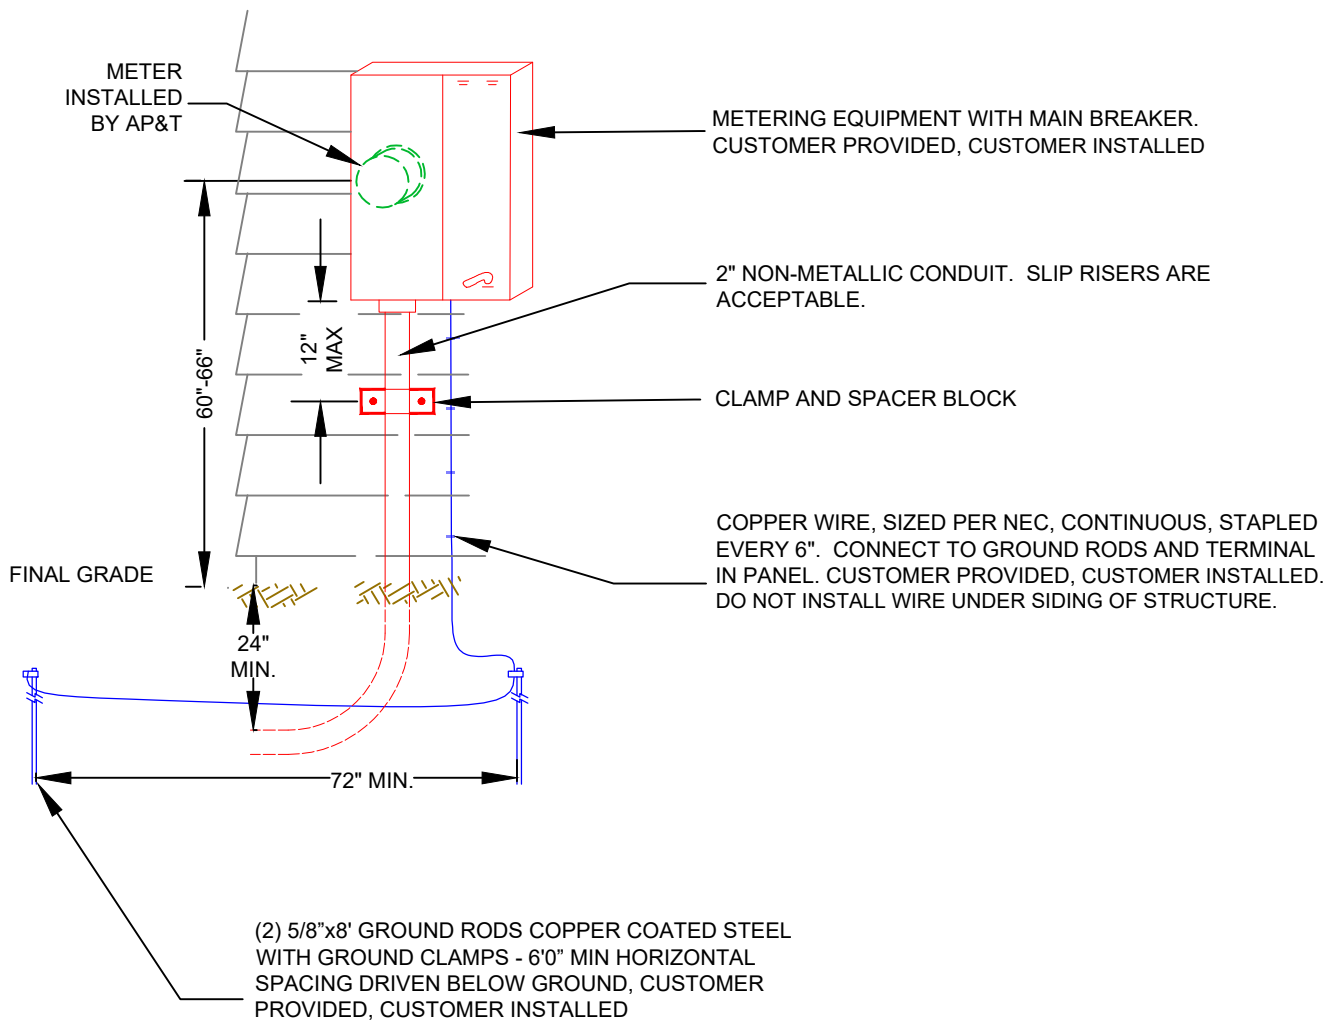 METER
INSTALLED
BY AP&T
METERING EQUIPMENT WITH MAIN BREAKER.
CUSTOMER PROVIDED, CUSTOMER INSTALLED
2" NON-METALLIC CONDUIT.  SLIP RISERS ARE
ACCEPTABLE.
12"
MAX
60"-66"
CLAMP AND SPACER BLOCK
COPPER WIRE, SIZED PER NEC, CONTINUOUS, STAPLED
EVERY 6".  CONNECT TO GROUND RODS AND TERMINAL
IN PANEL. CUSTOMER PROVIDED, CUSTOMER INSTALLED.
DO NOT INSTALL WIRE UNDER SIDING OF STRUCTURE.
FINAL GRADE
24"
MIN.
72" MIN.
(2) 5/8”x8' GROUND RODS COPPER COATED STEEL
WITH GROUND CLAMPS - 6'0” MIN HORIZONTAL
SPACING DRIVEN BELOW GROUND, CUSTOMER
PROVIDED, CUSTOMER INSTALLED